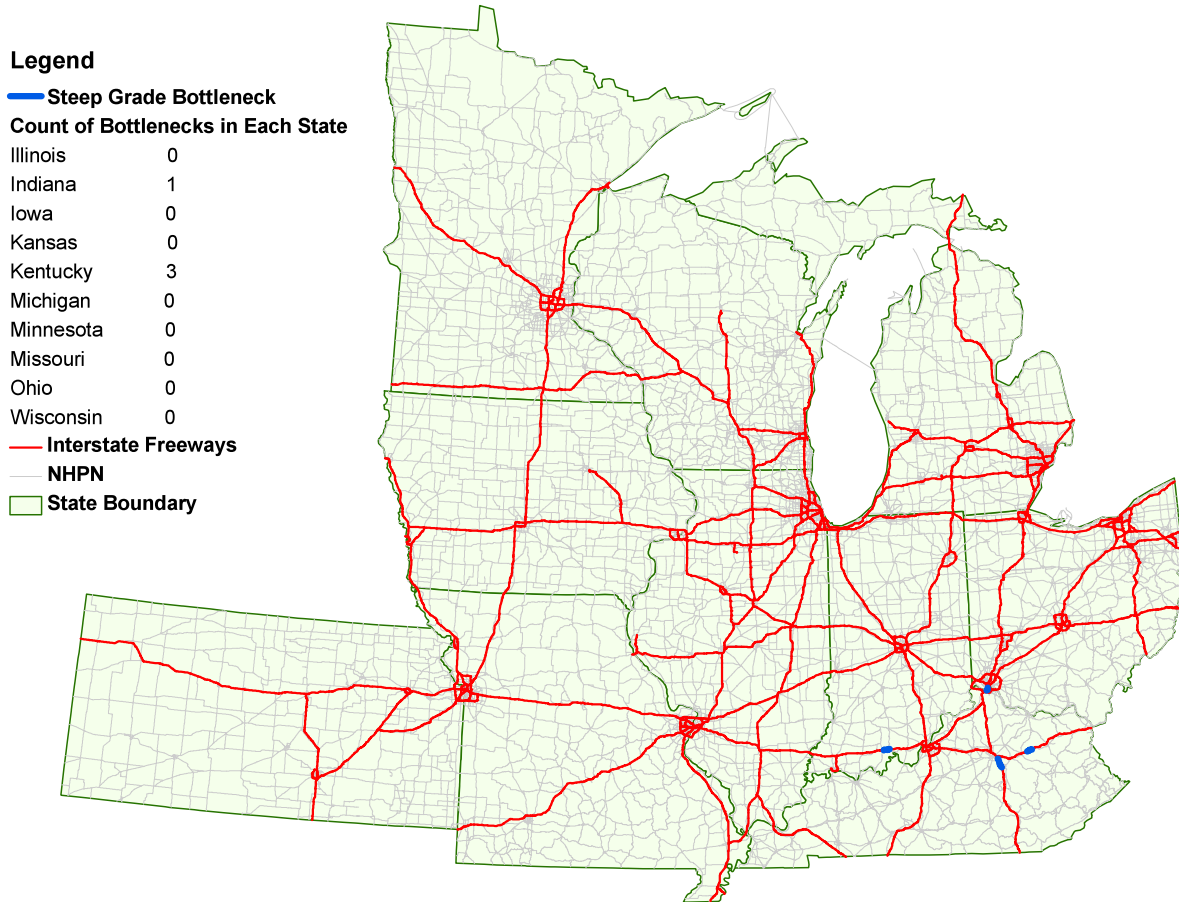 Legend
Steep Grade Bottleneck
Count of Bottlenecks in Each State
Illinois 0
Indiana 1
Iowa 0
Kansas 0
Kentucky 3
Michigan 0
Minnesota 0
Missouri 0
Ohio 0
Wisconsin 0
Interstate Freeways
NHPN
State Boundary